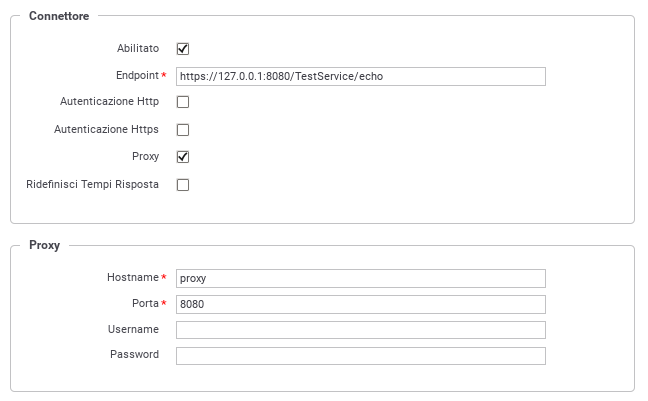 Connettore
Abilitato
Endpoint * https://127.0.0.1:8080/TestService/echo
Autenticazione Http
Autenticazione Https
Proxy
Ridefinisci Tempi Risposta
Proxy
Hostname * proxy
Porta * 8080
Username
Password